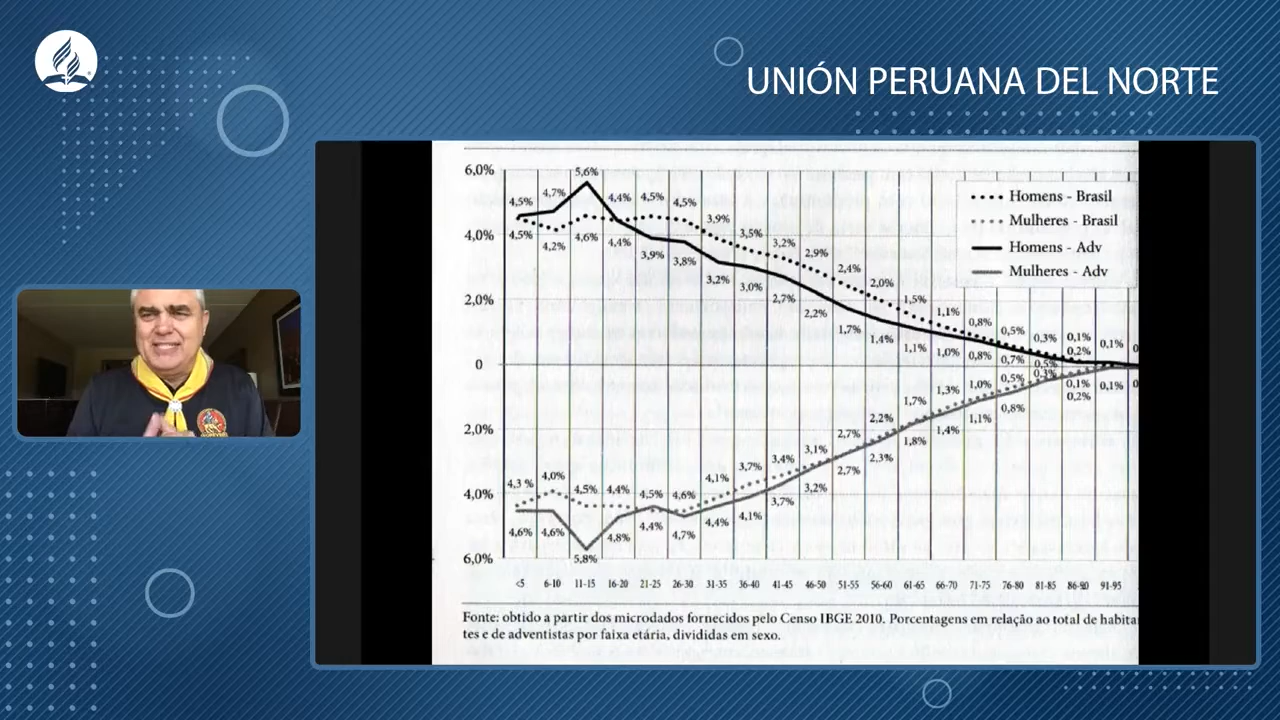 UNIÓN PERUANA DEL NORTE
6,0%
4,0%
2,0%
0
2,0%
4,0%
6,0%
Homens - Brasil
Mulheres - Brasil
Homens - Adv
Mulheres - Adv
4,5% 4,7% 5,6% 4,4% 4,5% 4,5% 3,9% 3,5% 3,2% 2,9% 2,4% 2,0% 1,5% 1,1% 0,8% 0,5% 0,3% 0,1% 0,1%
4,5% 4,2% 4,6% 4,4% 3,9% 3,8% 3,2% 3,0% 2,7% 2,2% 1,7% 1,4% 1,1% 1,0% 0,8% 0,7% 0,5% 0,2%
4,3 % 4,0% 4,5% 4,4% 4,5% 4,6% 4,1% 3,7% 3,4% 3,1% 2,7% 2,2% 1,7% 1,3% 1,0% 0,5% 0,3% 0,1% 0,1%
4,6% 4,6% 5,8% 4,8% 4,4% 4,7% 4,4% 4,1% 3,7% 3,2% 2,7% 2,3% 1,8% 1,4% 1,1% 0,8% 0,2%
<5 6-10 11-15 16-20 21-25 26-30 31-35 36-40 41-45 46-50 51-55 56-60 61-65 66-70 71-75 76-80 81-85 86-90 91-95
Fonte: obtido a partir dos microdados fornecidos pelo Censo IBGE 2010. Porcentagens em relação ao total de habita
tes e de adventistas por faixa etária, divididas em sexo.